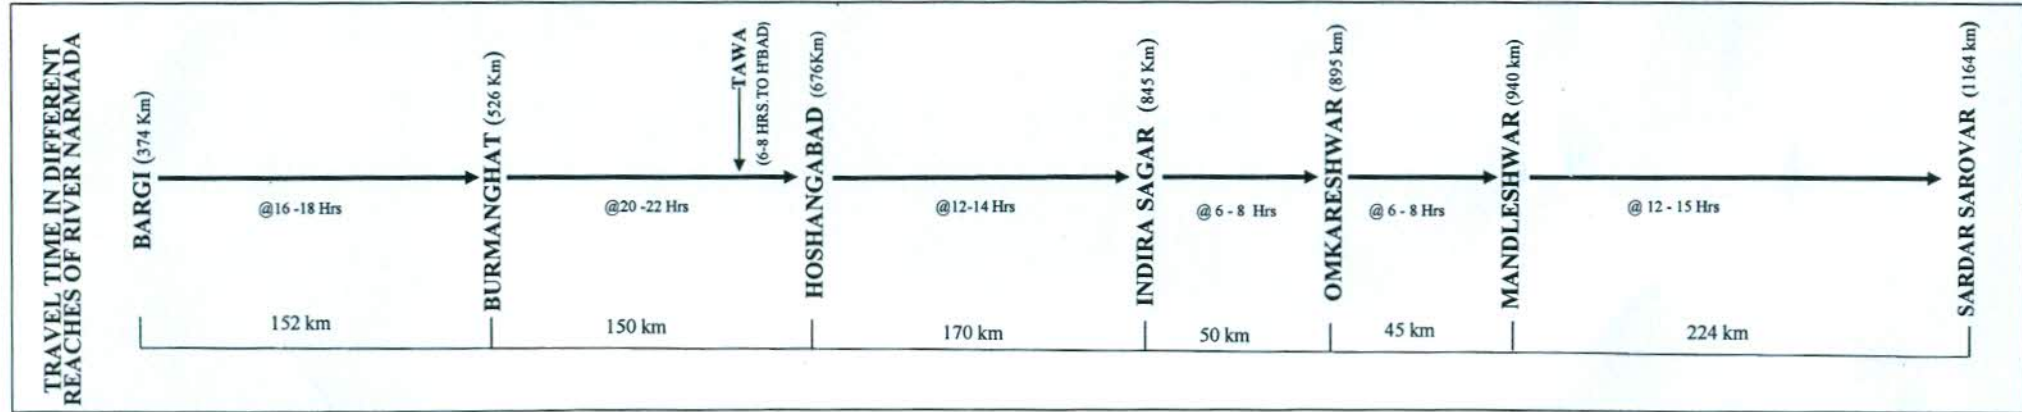 TRAVEL TIME IN DIFFERENT
REACHES OF RIVER NARMADA
BARGI (374 Km)
@16 -18 Hrs
BURMANGHAT (526 Km)
@20 -22 Hrs
TAWA
(6-8 HRS.TO H'BAD)
HOSHANGABAD (676Km)
@12-14 Hrs
INDIRA SAGAR (845 Km)
@ 6 - 8 Hrs
OMKARESHWAR (895 km)
@ 6 - 8 Hrs
MANDLESHWAR (940 km)
@ 12 - 15 Hrs
SARDAR SAROVAR (1164 km)
152 km
150 km
170 km
50 km
45 km
224 km